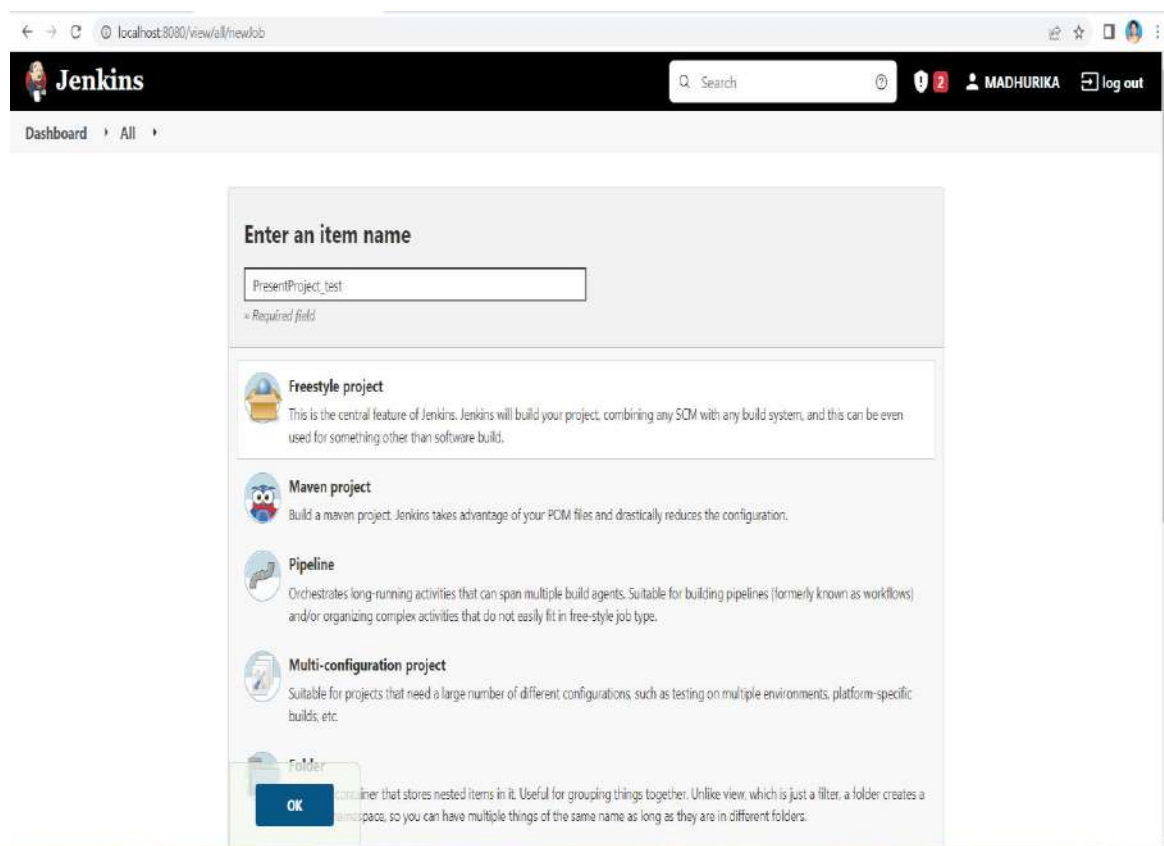 localhost:8080/view/all/newJob
Jenkins
Search
2
MADHURIKA
log out
Dashboard
All
Enter an item name
PresentProject_test
» Required field
Freestyle project
This is the central feature of Jenkins. Jenkins will build your project, combining any SCM with any build system, and this can be even
used for something other than software build.
Maven project
Build a maven project. Jenkins takes advantage of your POM files and drastically reduces the configuration.
Pipeline
Orchestrates long-running activities that can span multiple build agents. Suitable for building pipelines (formerly known as workflows)
and/or organizing complex activities that do not easily fit in free-style job type.
Multi-configuration project
Suitable for projects that need a large number of different configurations, such as testing on multiple environments, platform-specific
builds, etc.
Folder
container that stores nested items in it. Useful for grouping things together. Unlike view, which is just a filter, a folder creates a
namespace, so you can have multiple things of the same name as long as they are in different folders.
OK